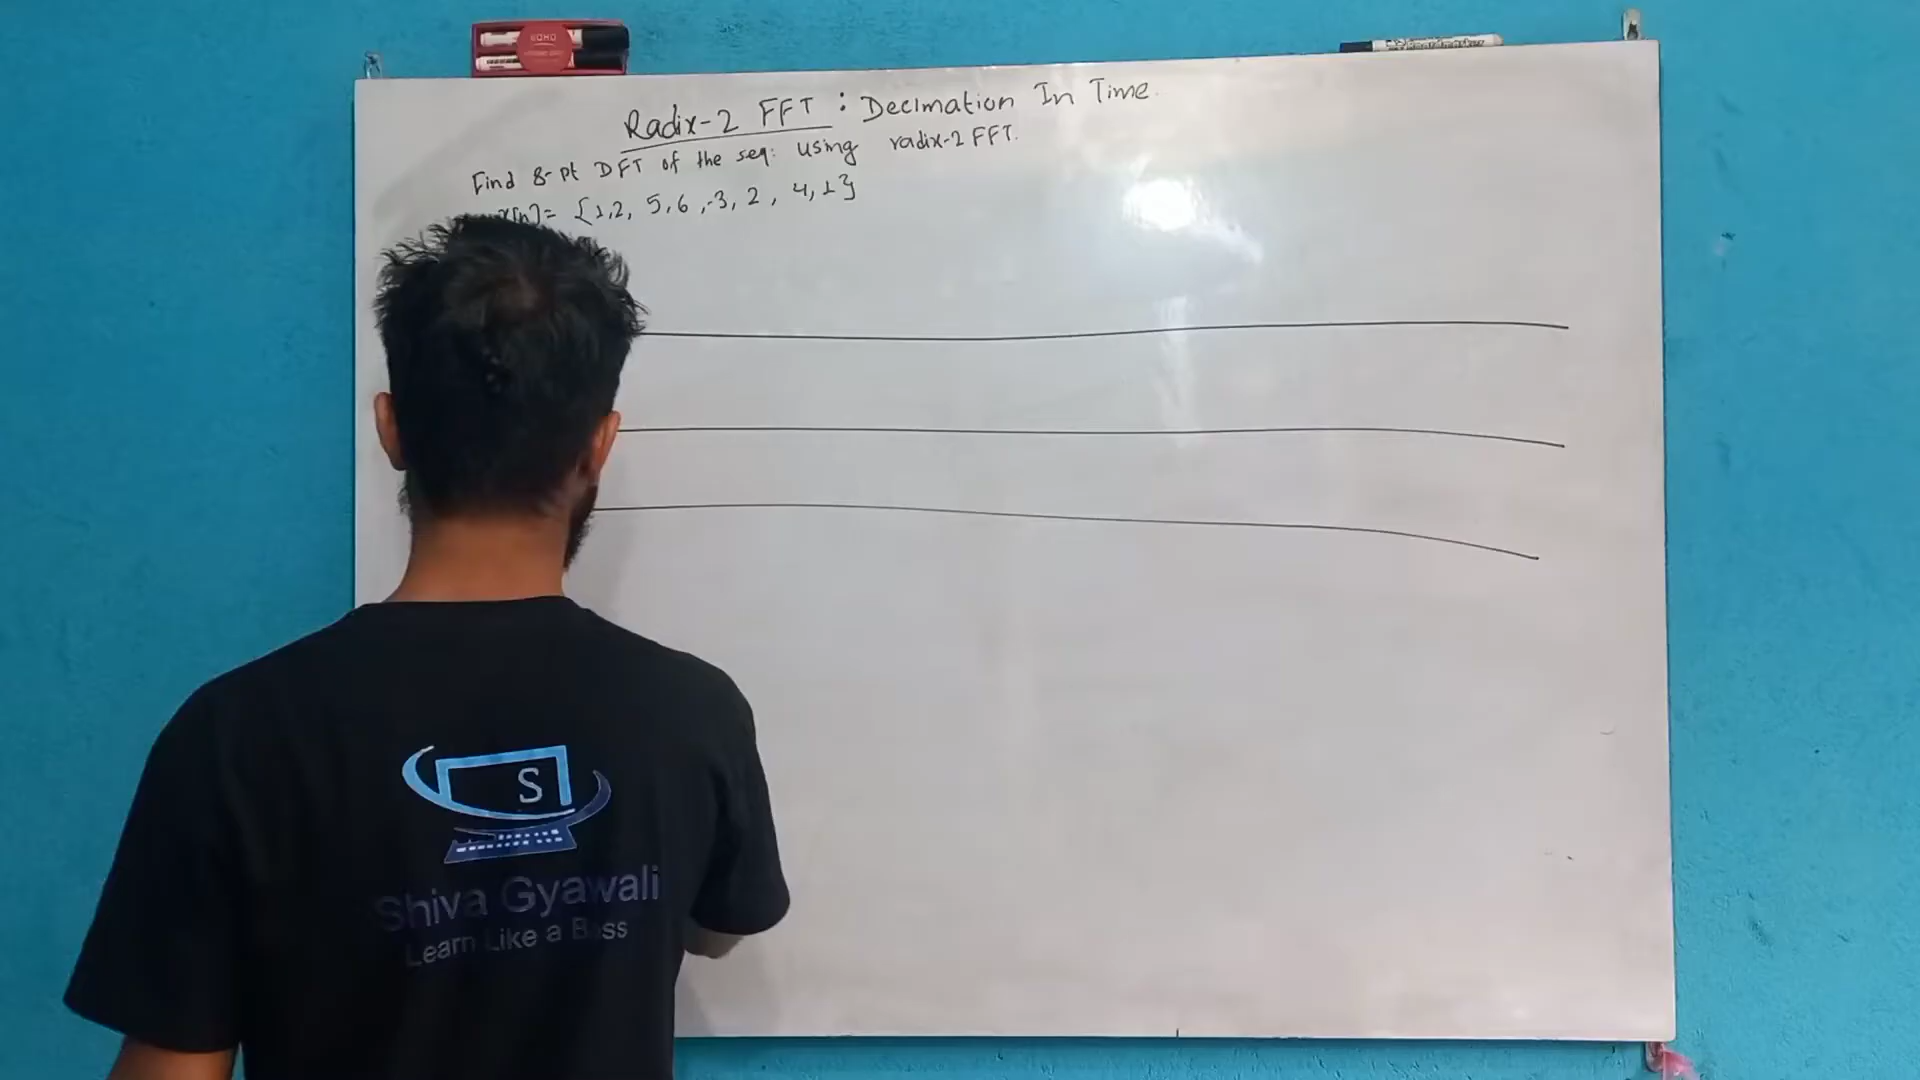 Radix-2 FFT : Decimation In Time
Find 8-pt DFT of the seq: using radix-2 FFT.
x[n]= {1,2, 5,6,-3, 2, 4,1}
S
Shiva Gyawali
Learn Like a Boss